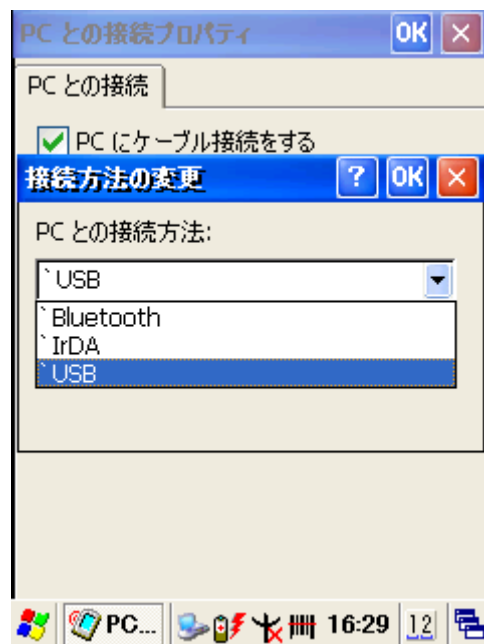 PC との接続プロパティ OK
PC との接続
PC にケーブル接続をする
接続方法の変更 ? OK
PC との接続方法:
`USB
`Bluetooth
`IrDA
`USB
PC... 16:29 12